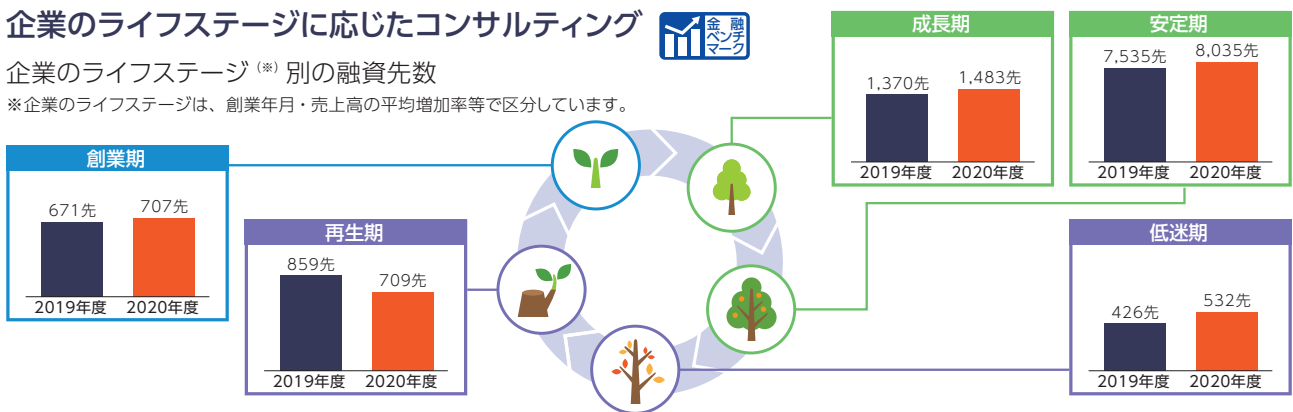 企業のライフステージに応じたコンサルティング
金融
ベンチ
マーク
企業のライフステージ(※)別の融資先数
※企業のライフステージは、創業年月・売上高の平均増加率等で区分しています。
創業期
671先
707先
2019年度 2020年度
再生期
859先
709先
2019年度 2020年度
成長期
1,370先
1,483先
2019年度 2020年度
安定期
7,535先
8,035先
2019年度 2020年度
低迷期
426先
532先
2019年度 2020年度